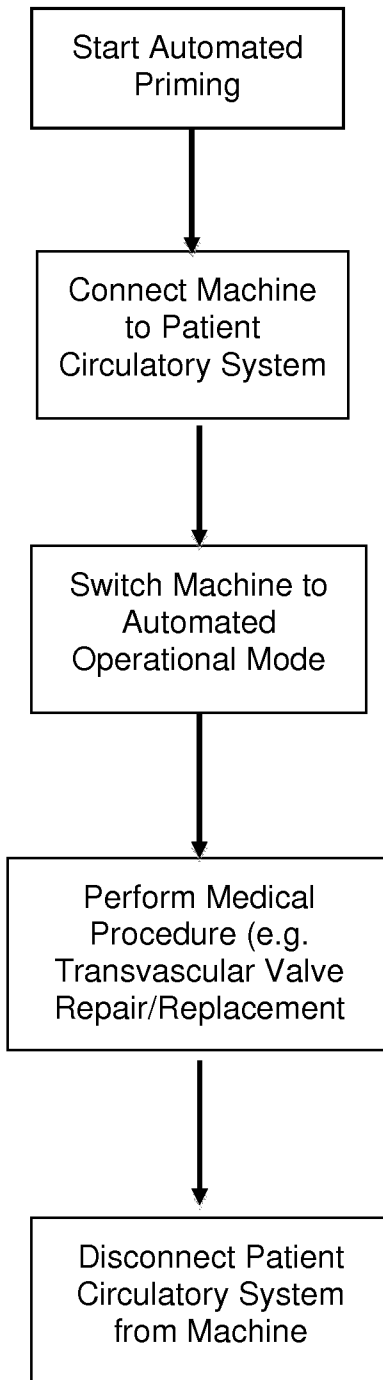 Start Automated
Priming
Connect Machine
to Patient
Circulatory System
Switch Machine to
Automated
Operational Mode
Perform Medical
Procedure (e.g.
Transvascular Valve
Repair/Replacement
Disconnect Patient
Circulatory System
from Machine